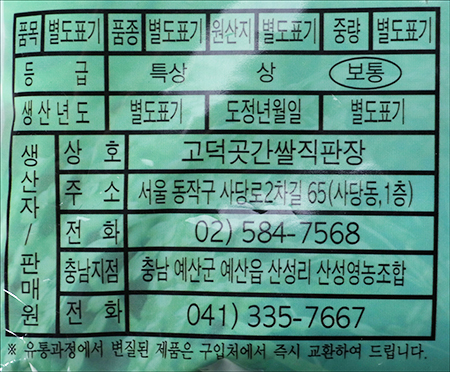 품목 별도표기 품종 별도표기 원산지 별도표기 중량 별도표기
등 급 특상 상 보통
생산년도 별도표기 도정년월일 별도표기
생산자/판매원
상 호 고덕곳간쌀직판장
주 소 서울 동작구 사당로2차길 65(사당동,1층)
전 화 02) 584-7568
충남지점 충남 예산군 예산읍 산성리 산성영농조합
전 화 041) 335-7667
※ 유통과정에서 변질된 제품은 구입처에서 즉시 교환하여 드립니다.